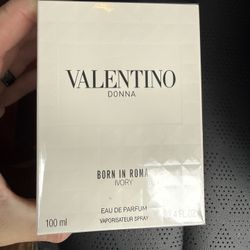 VALENTINO
DONNA
BORN IN ROMA
IVORY
EAU DE PARFUM
VAPORISATEUR SPRAY
100 ml